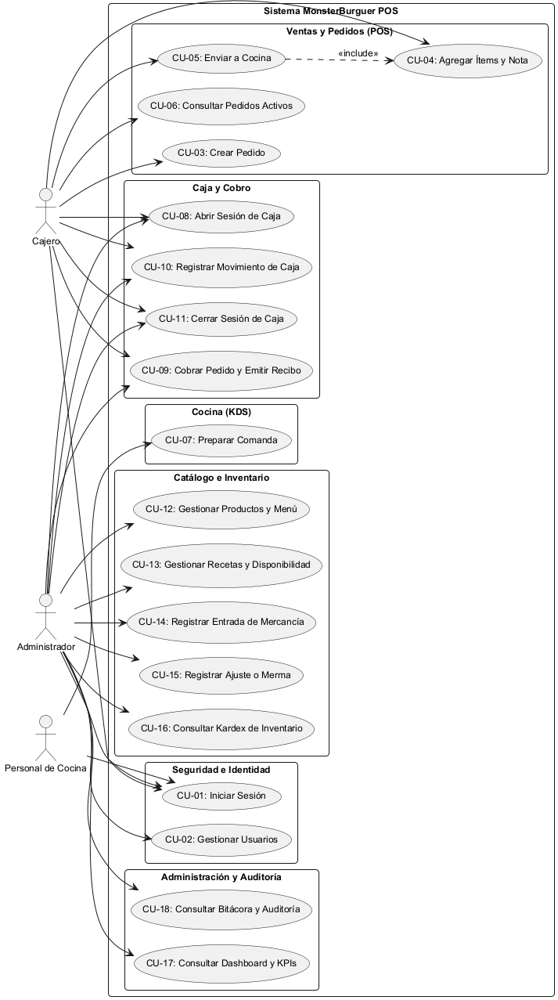 Sistema MonsterBurguer POS
Ventas y Pedidos (POS)
CU-05: Enviar a Cocina
«include»
CU-04: Agregar Ítems y Nota
CU-06: Consultar Pedidos Activos
CU-03: Crear Pedido
Caja y Cobro
CU-08: Abrir Sesión de Caja
Cajero
CU-10: Registrar Movimiento de Caja
CU-11: Cerrar Sesión de Caja
CU-09: Cobrar Pedido y Emitir Recibo
Cocina (KDS)
CU-07: Preparar Comanda
Catálogo e Inventario
CU-12: Gestionar Productos y Menú
CU-13: Gestionar Recetas y Disponibilidad
CU-14: Registrar Entrada de Mercancía
Administrador
CU-15: Registrar Ajuste o Merma
CU-16: Consultar Kardex de Inventario
Personal de Cocina
Seguridad e Identidad
CU-01: Iniciar Sesión
CU-02: Gestionar Usuarios
Administración y Auditoría
CU-18: Consultar Bitácora y Auditoría
CU-17: Consultar Dashboard y KPIs